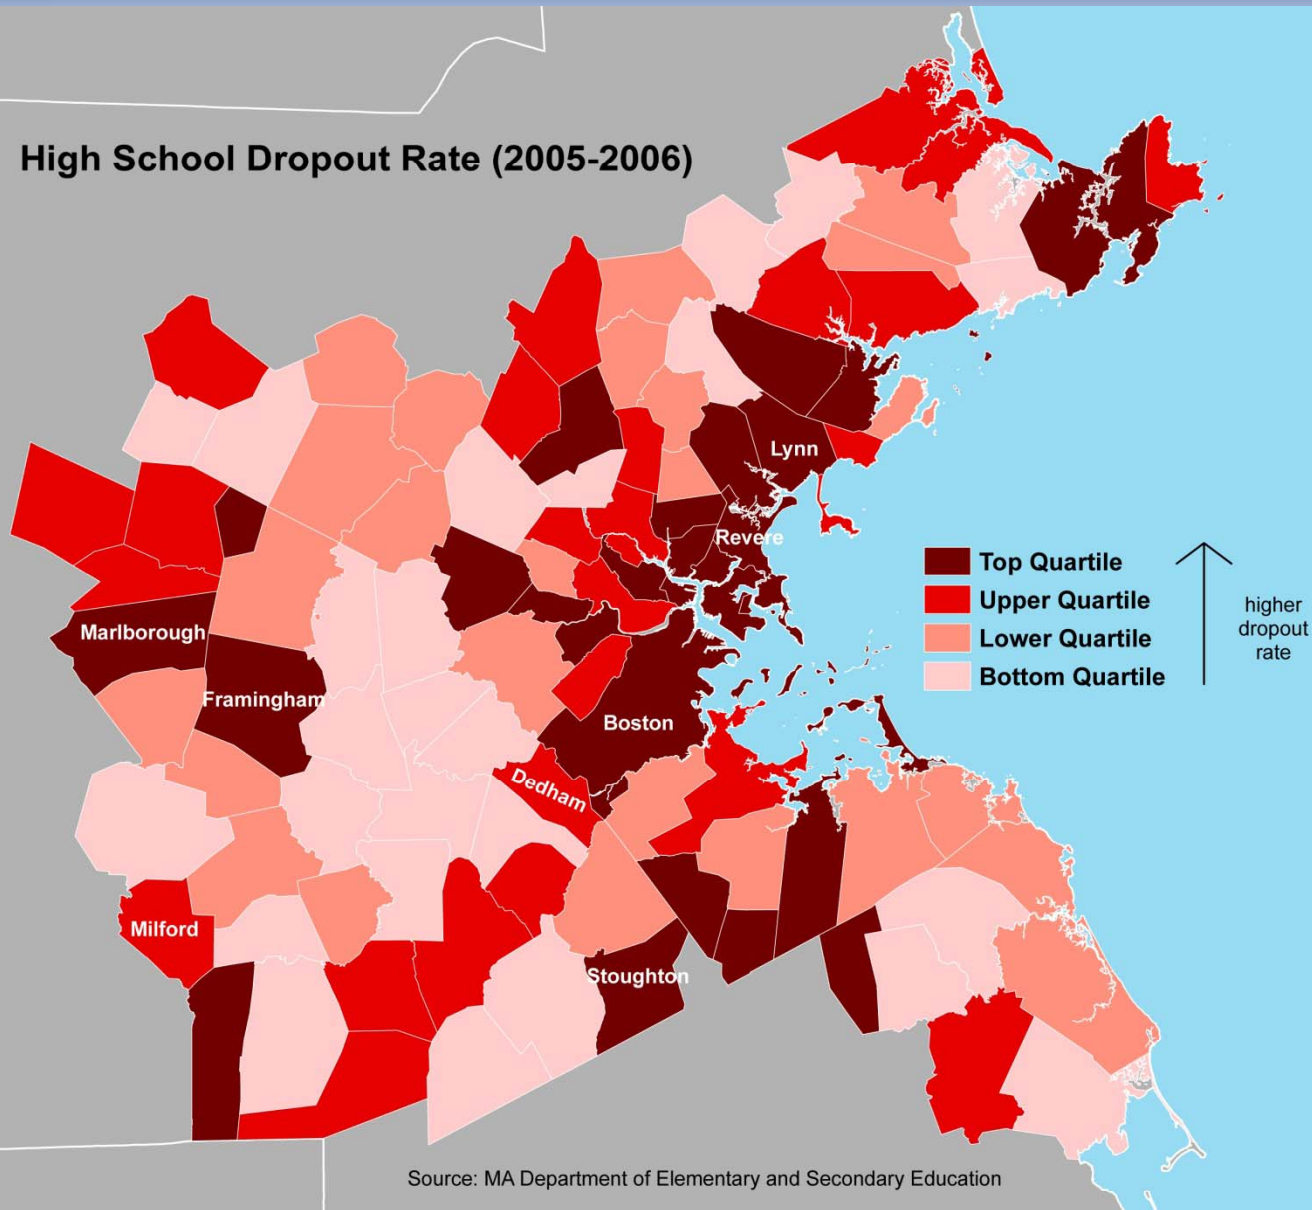 High School Dropout Rate (2005-2006)
Lynn
Revere
Top Quartile
Upper Quartile
Lower Quartile
Bottom Quartile
higher
dropout
rate
Marlborough
Framingham
Boston
Dedham
Milford
Stoughton
Source: MA Department of Elementary and Secondary Education